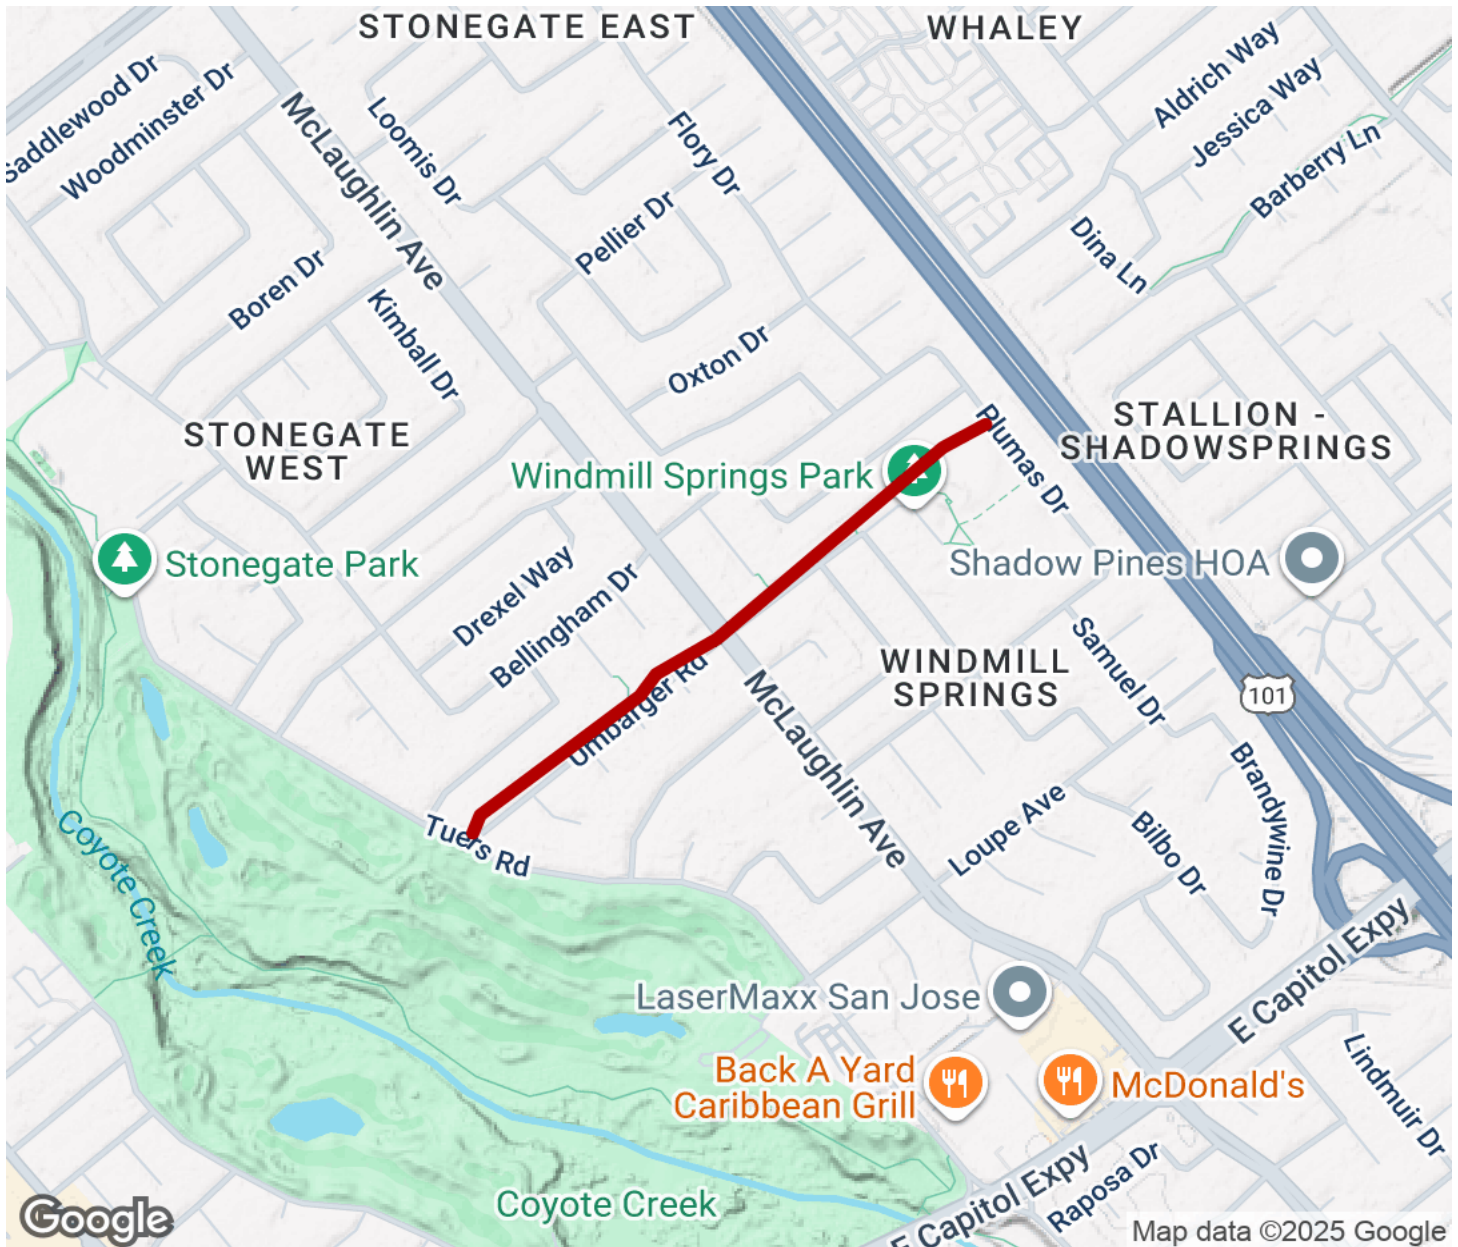 STONEGATE EAST
WHALEY
Saddlewood Dr
Woodminster Dr
McLaughlin Ave
Loomis Dr
Flory Dr
Aldrich Way
Jessica Way
Barberry Ln
Pellier Dr
Dina Ln
Boren Dr
Kimball Dr
Oxton Dr
Plumas Dr
STALLION -
SHADOWSPRINGS
STONEGATE
WEST
Windmill Springs Park
Stonegate Park
Shadow Pines HOA
Drexel Way
Bellingham Dr
Umbarger Rd
WINDMILL
SPRINGS
Samuel Dr
101
McLaughlin Ave
Brandywine Dr
Loupe Ave
Bilbo Dr
Tuers Rd
Coyote Creek
E Capitol Expy
LaserMaxx San Jose
Back A Yard
Caribbean Grill
McDonald's
Lindmuir Dr
E Capitol Expy
Raposa Dr
Coyote Creek
Google
Map data ©2025 Google